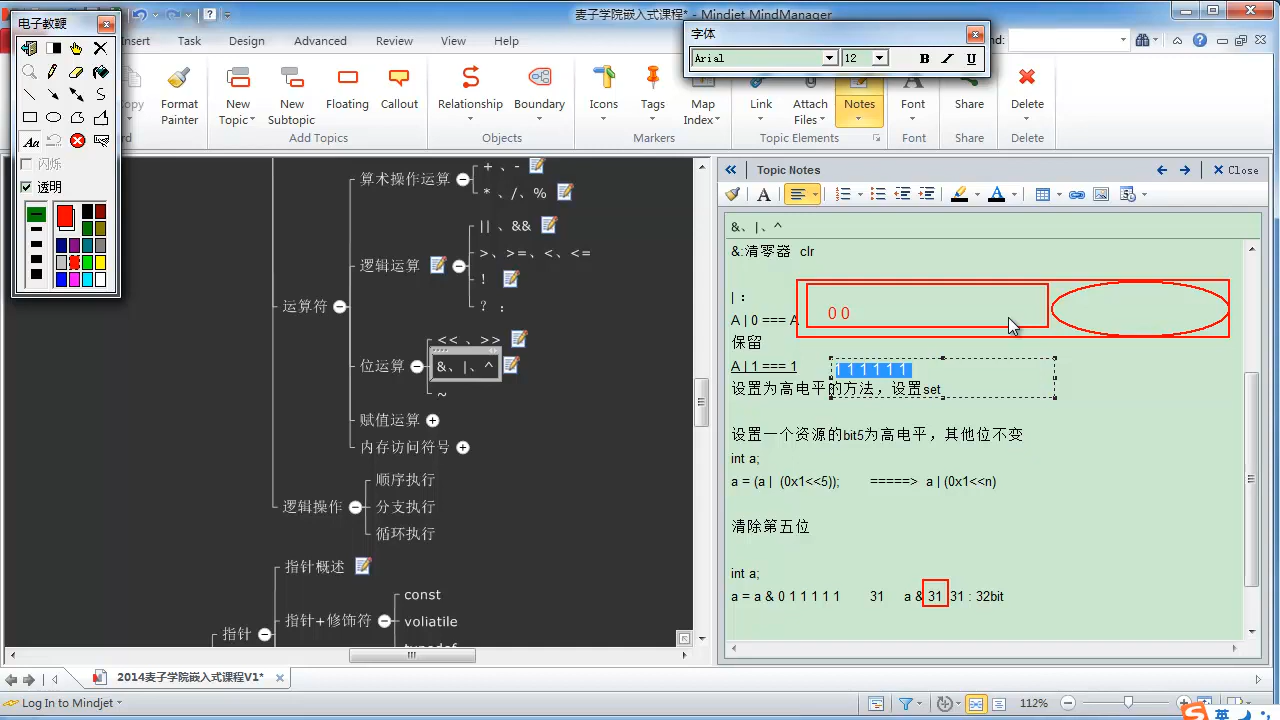 电子教鞭
麦子学院嵌入式课程* - Mindjet MindManager
字体
Arial
12
B I U
Insert Task Design Advanced Review View Help
Format Painter
New Topic
New Subtopic
Floating
Callout
Relationship
Boundary
Icons
Tags
Map Index
Link
Attach Files
Notes
Font
Share
Delete
Add Topics
Objects
Markers
Topic Elements
Font
Share
Delete
Aa
闪烁
透明
算术操作运算
+ 、-
* 、/、%
|| 、&&
>、>=、<、<=
逻辑运算
!
? :
运算符
<< 、>>
位运算
&、|、^
~
赋值运算
内存访问符号
顺序执行
逻辑操作
分支执行
循环执行
指针概述
const
指针+修饰符
voliatile
指针
typedef
Topic Notes
Close
&、|、^
&:清零器 clr
| :
0 0
A | 0 === A
保留
A | 1 === 1
1 1 1 1 1 1
设置为高电平的方法，设置set
设置一个资源的bit5为高电平，其他位不变
int a;
a = (a | (0x1<<5)); =====> a | (0x1<<n)
清除第五位
int a;
a = a & 0 1 1 1 1 1 31 a & 31 31 : 32bit
2014麦子学院嵌入式课程V1*
Log In to Mindjet
112%
英